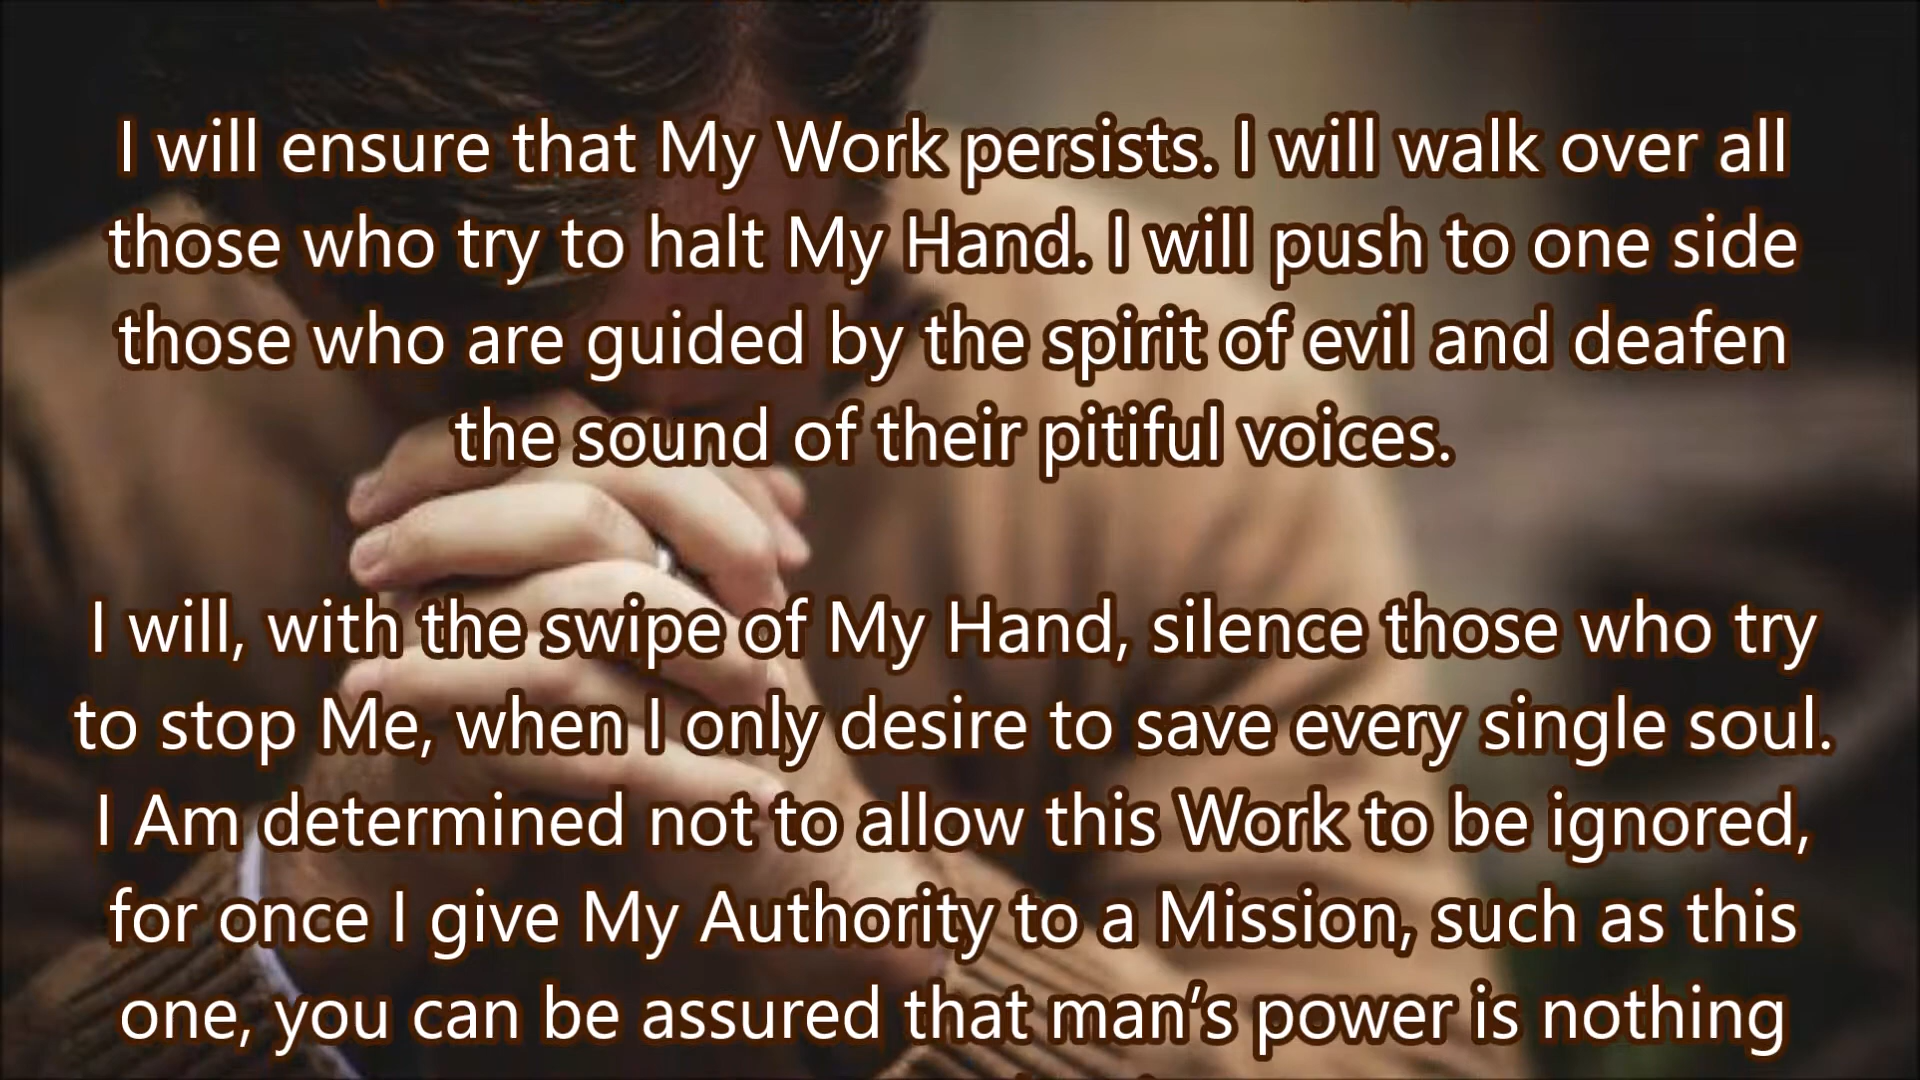 I will ensure that My Work persists. I will walk over all
those who try to halt My Hand. I will push to one side
those who are guided by the spirit of evil and deafen
the sound of their pitiful voices.
I will, with the swipe of My Hand, silence those who try
to stop Me, when I only desire to save every single soul.
I Am determined not to allow this Work to be ignored,
for once I give My Authority to a Mission, such as this
one, you can be assured that man’s power is nothing